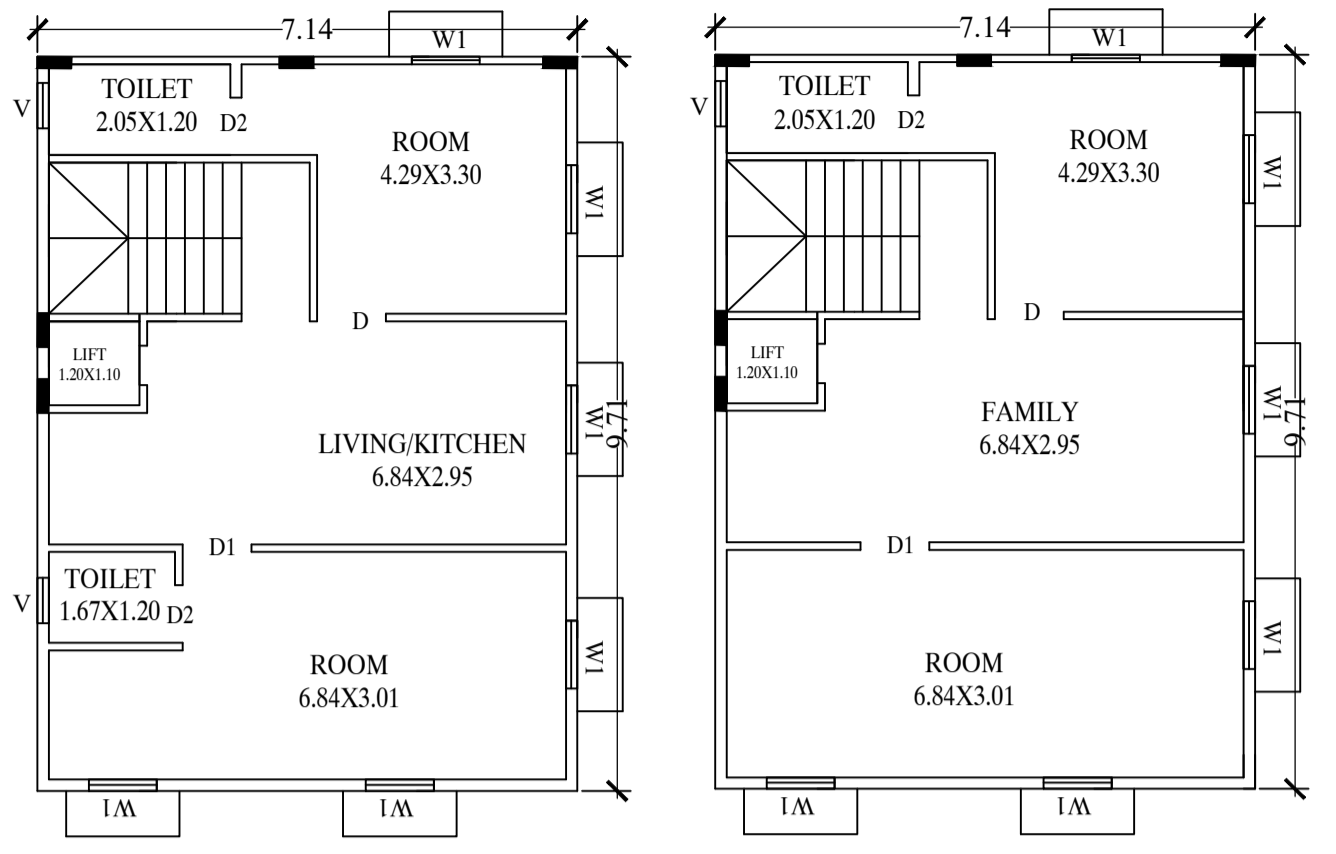 7.14
W1
TOILET
2.05X1.20
D2
V
ROOM
4.29X3.30
W1
D
LIFT
1.20X1.10
LIVING/KITCHEN
6.84X2.95
W1
9.71
D1
TOILET
1.67X1.20
D2
V
ROOM
6.84X3.01
W1
W1
W1
7.14
W1
TOILET
2.05X1.20
D2
V
ROOM
4.29X3.30
W1
D
LIFT
1.20X1.10
FAMILY
6.84X2.95
W1
9.71
D1
ROOM
6.84X3.01
W1
W1
W1